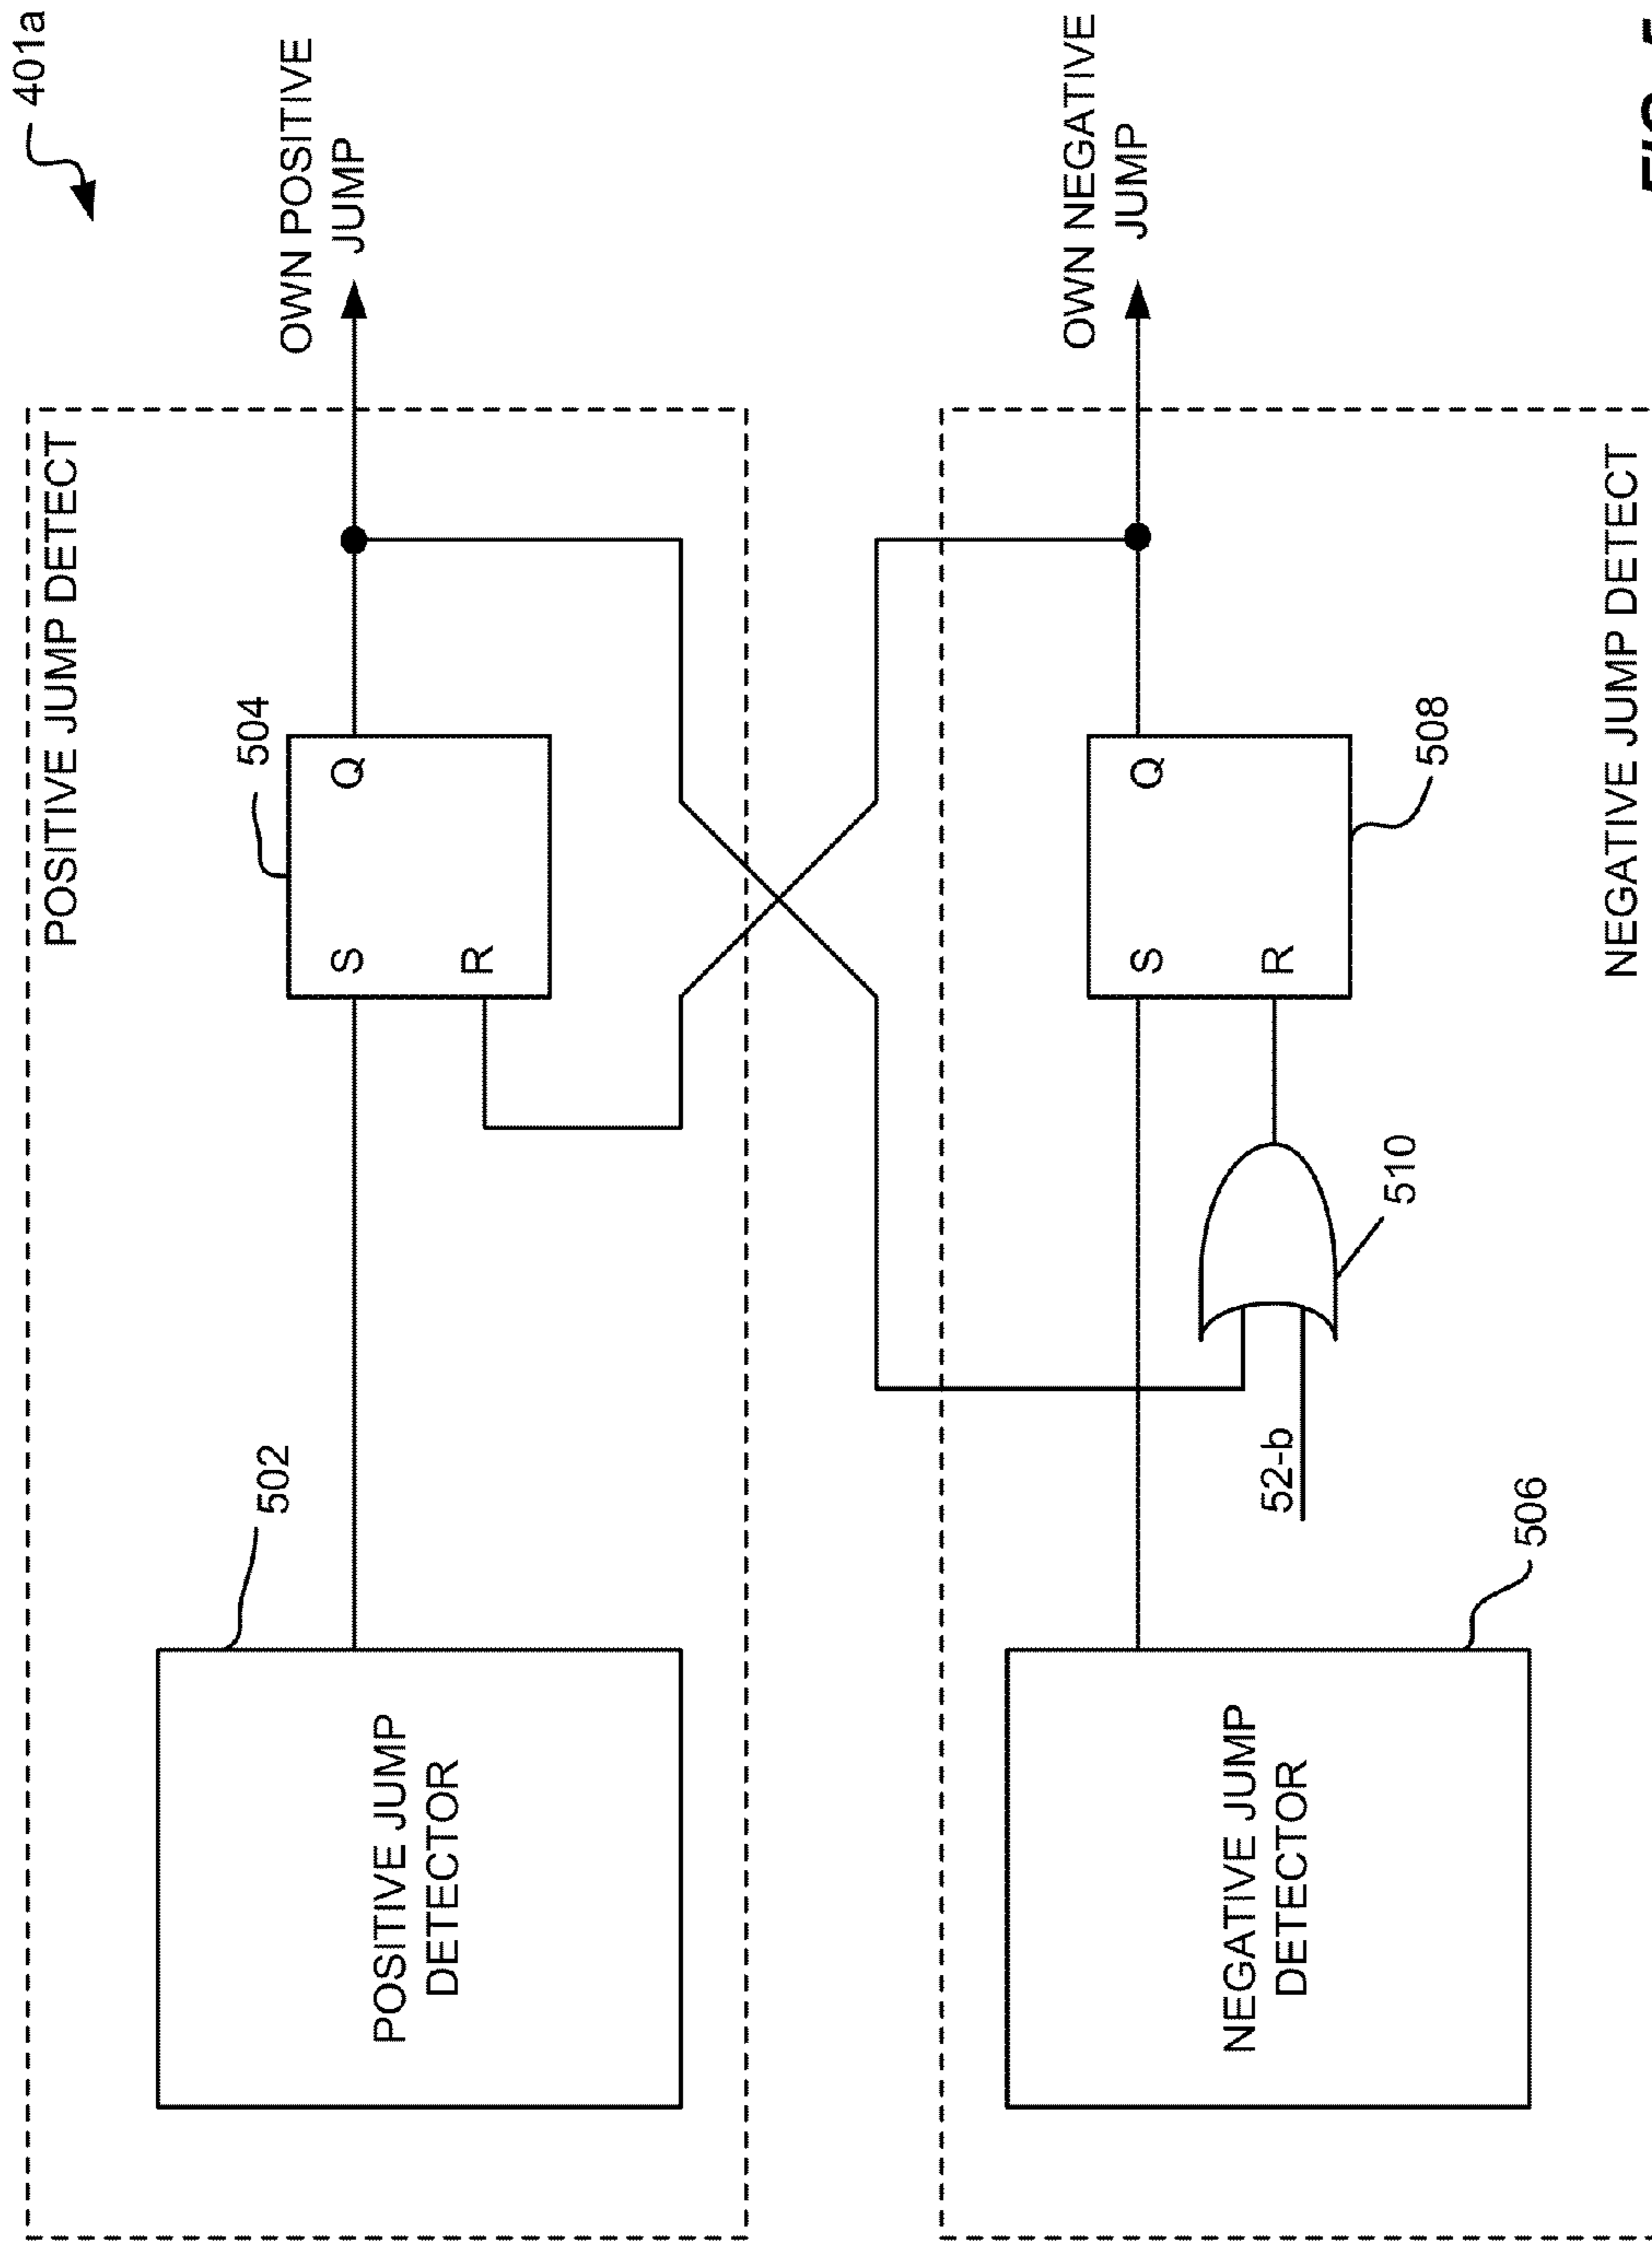 401a
POSITIVE JUMP DETECT
502
504
POSITIVE JUMP
DETECTOR
S
Q
R
OWN POSITIVE
JUMP
506
NEGATIVE JUMP
DETECTOR
52-b
510
S
Q
R
508
OWN NEGATIVE
JUMP
NEGATIVE JUMP DETECT